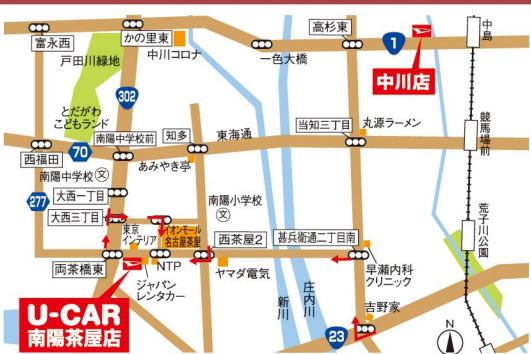 富永西
かの里東
中川コロナ
戸田川緑地
高杉東
1
中川店
中島
一色大橋
302
とだがわ
こどもランド
南陽中学校前
知多
東海通
当知三丁目
丸源ラーメン
競馬場前
西福田
70
あみやき亭
南陽中学校
文
277
大西一丁目
大西三丁目
南陽小学校
文
荒子川公園
東京
インテリア
イオンモール
名古屋茶屋
西茶屋2
甚兵衛通二丁目南
両茶橋東
NTP
ヤマダ電気
ジャパン
レンタカー
新川
庄内川
早瀬内科
クリニック
U-CAR
南陽茶屋店
吉野家
23
N